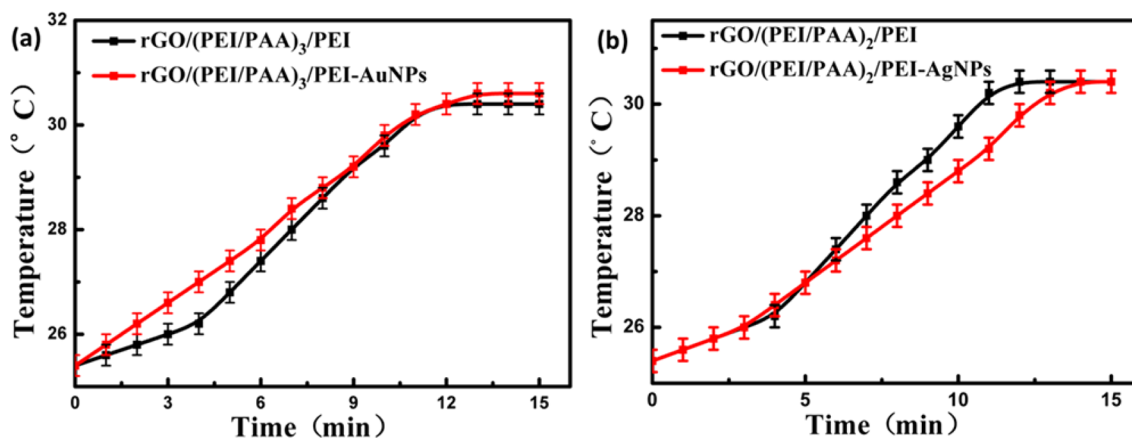 (a)
rGO/(PEI/PAA)3/PEI
rGO/(PEI/PAA)3/PEI-AuNPs
32
30
28
26
Temperature (° C)
0 3 6 9 12 15
Time (min)
(b)
rGO/(PEI/PAA)2/PEI
rGO/(PEI/PAA)2/PEI-AgNPs
30
28
26
Temperature (° C)
0 5 10 15
Time (min)